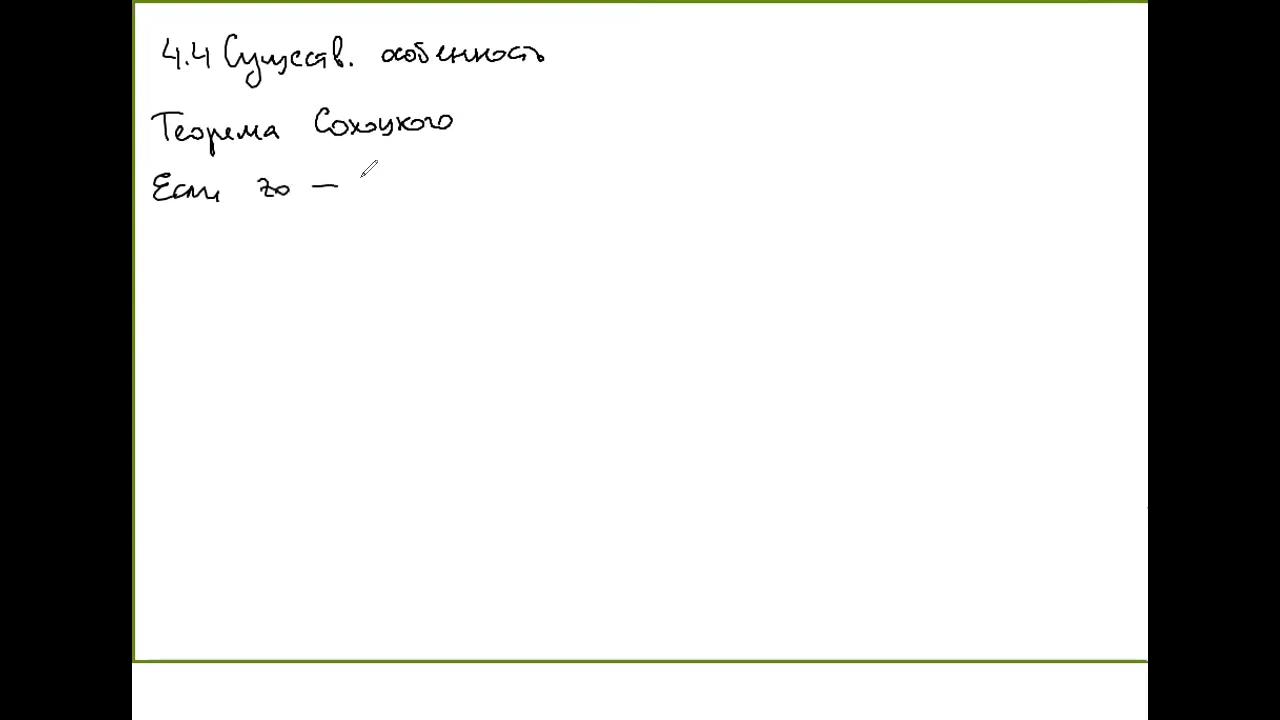 4.4 Существ. особенность
Теорема Сохоцкого
Если z₀ —